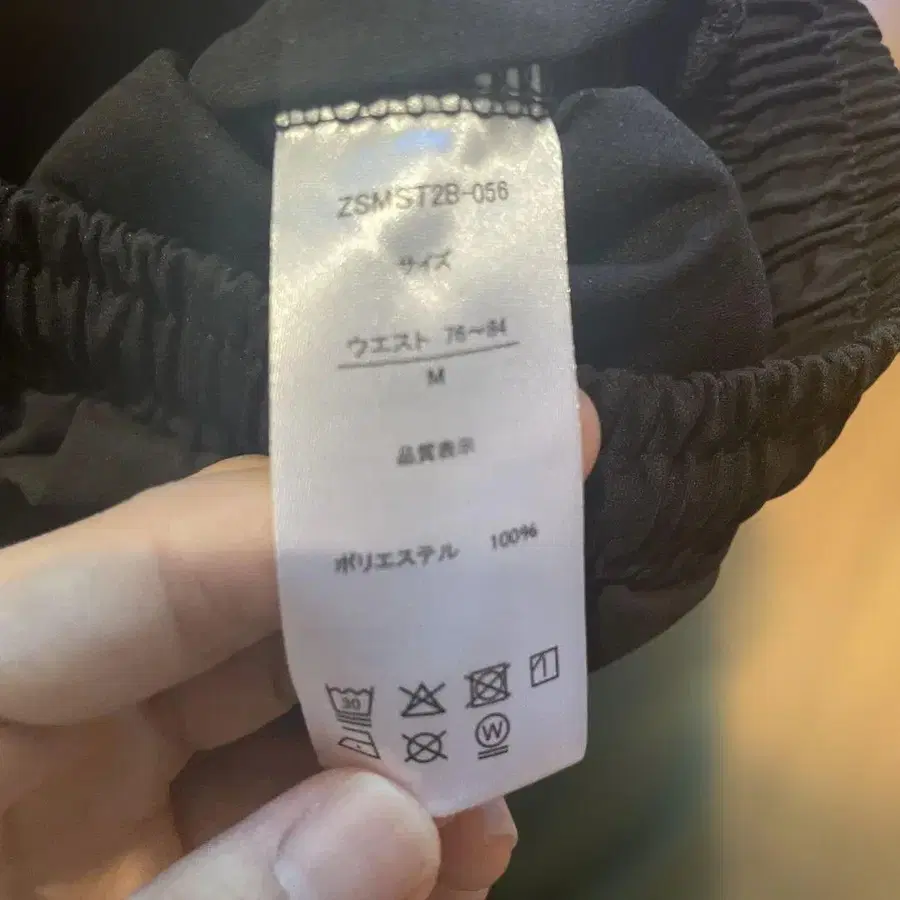 ZSMST2B-056
サイズ
ウエスト 76～84
M
品質表示
ポリエステル 100%
30
W